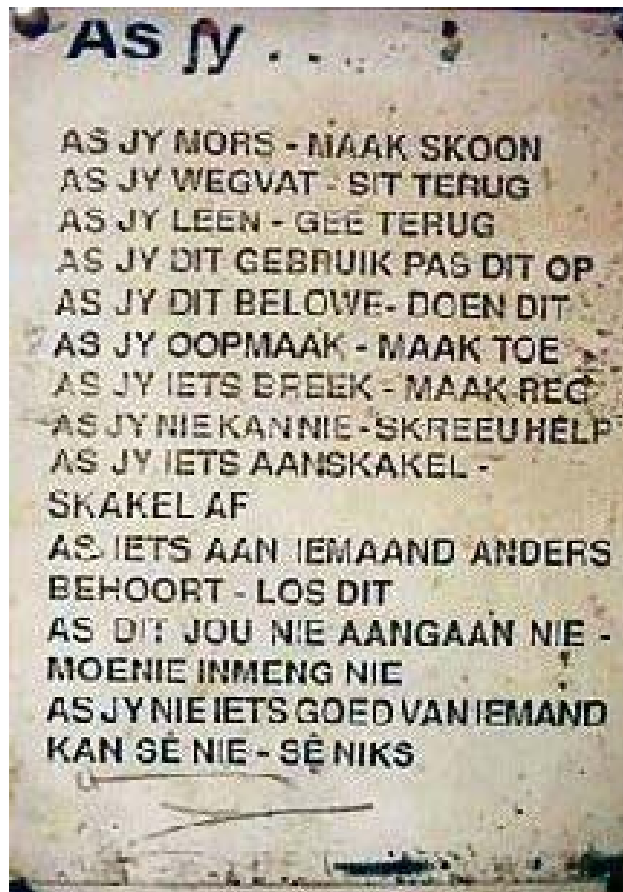 As jy . . . !
AS JY MORS - MAAK SKOON
AS JY WEGVAT - SIT TERUG
AS JY LEEN - GEE TERUG
AS JY DIT GEBRUIK PAS DIT OP
AS JY DIT BELOWE- DOEN DIT
AS JY OOPMAAK - MAAK TOE
AS JY IETS BREEK - MAAK REG
AS JY NIE KAN NIE - SKREEU HELP
AS JY IETS AANSKAKEL -
SKAKEL AF
AS IETS AAN IEMAAND ANDERS
BEHOORT - LOS DIT
AS DIT JOU NIE AANGAAN NIE -
MOENIE INMENG NIE
AS JY NIE IETS GOED VAN IEMAND
KAN SÊ NIE - SÊ NIKS